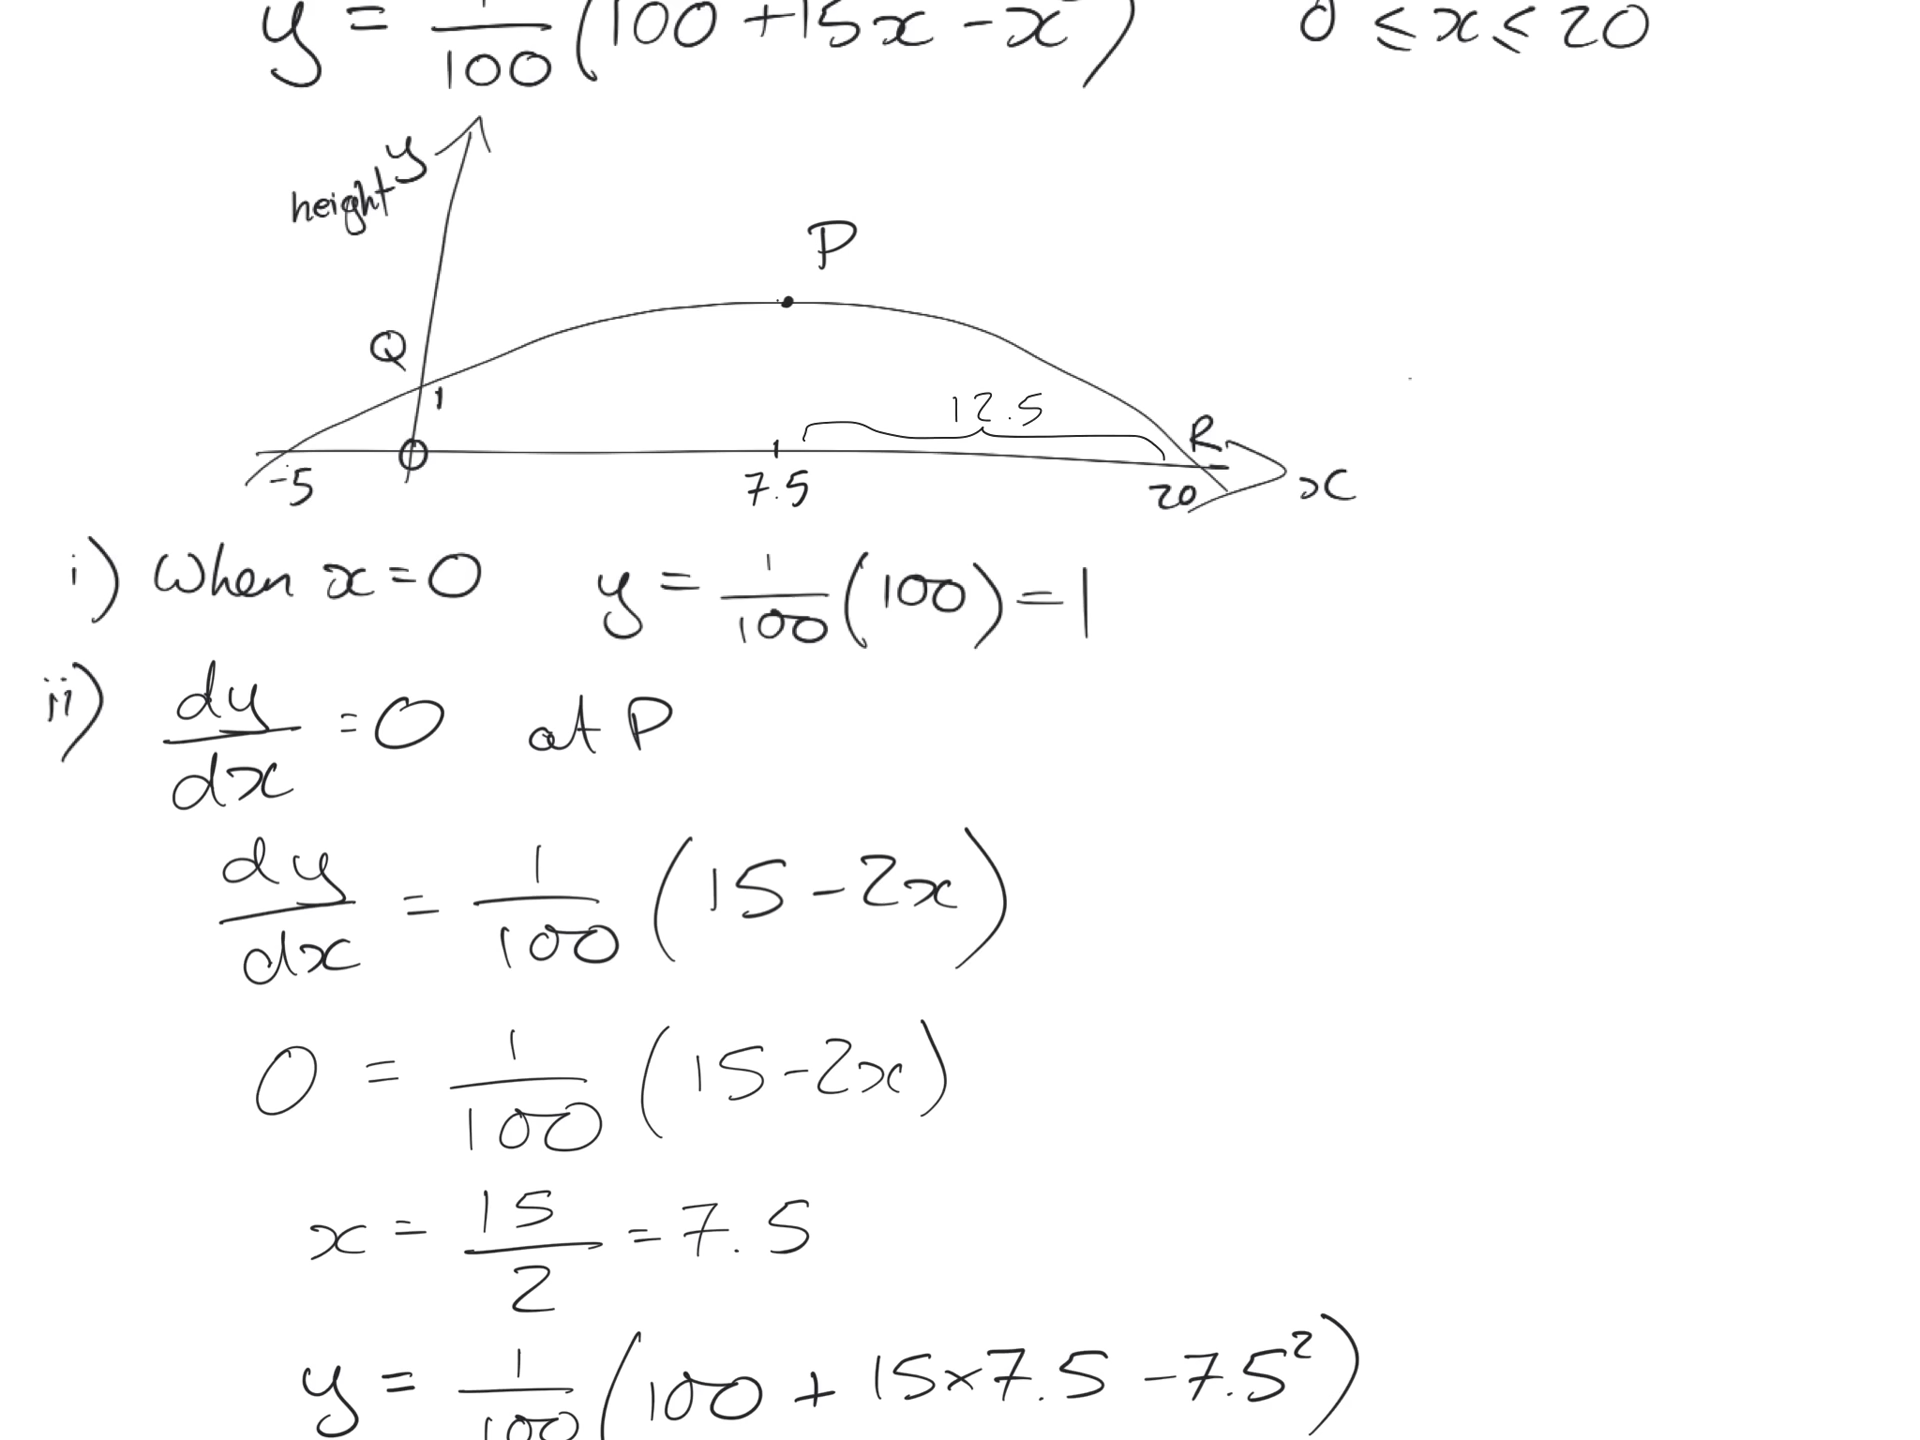 y = 1/100 (100 + 15x - x²) 0 ≤ x ≤ 20
height y
P
Q
1
12.5
R
-5 O 7.5 20 x
i) When x = 0 y = 1/100 (100) = 1
ii) dy/dx = 0 at P
dy/dx = 1/100 (15 - 2x)
0 = 1/100 (15 - 2x)
x = 15/2 = 7.5
y = 1/100 (100 + 15×7.5 - 7.5²)